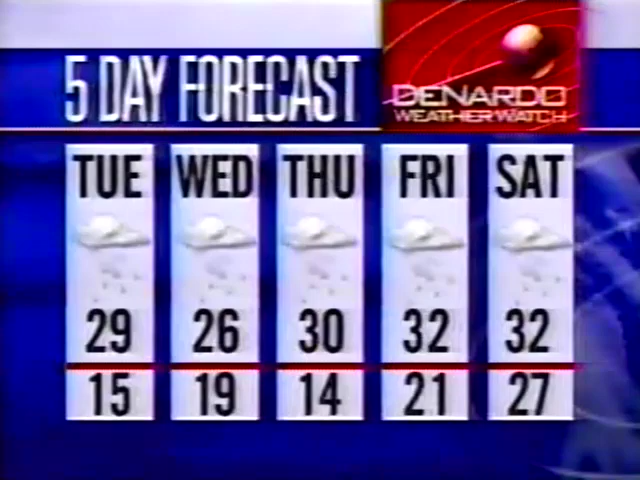 5 DAY FORECAST
DENARDO
WEATHER WATCH
TUE WED THU FRI SAT
29 26 30 32 32
15 19 14 21 27